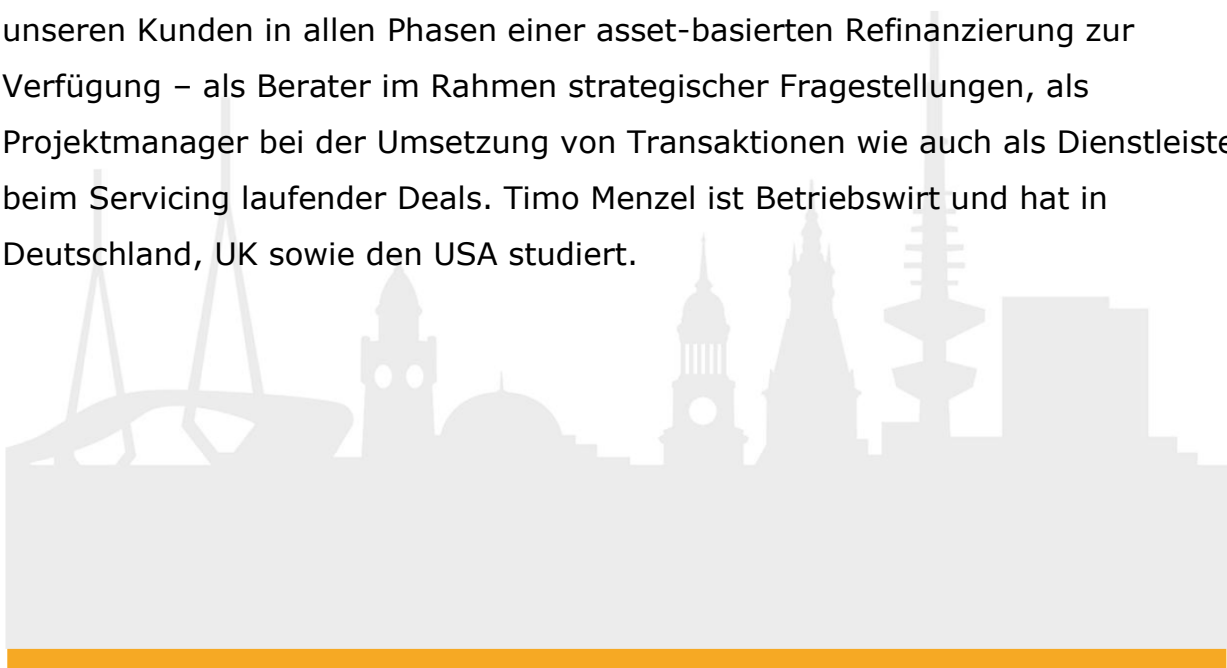 unseren Kunden in allen Phasen einer asset-basierten Refinanzierung zur
Verfügung – als Berater im Rahmen strategischer Fragestellungen, als
Projektmanager bei der Umsetzung von Transaktionen wie auch als Dienstleiste
beim Servicing laufender Deals. Timo Menzel ist Betriebswirt und hat in
Deutschland, UK sowie den USA studiert.